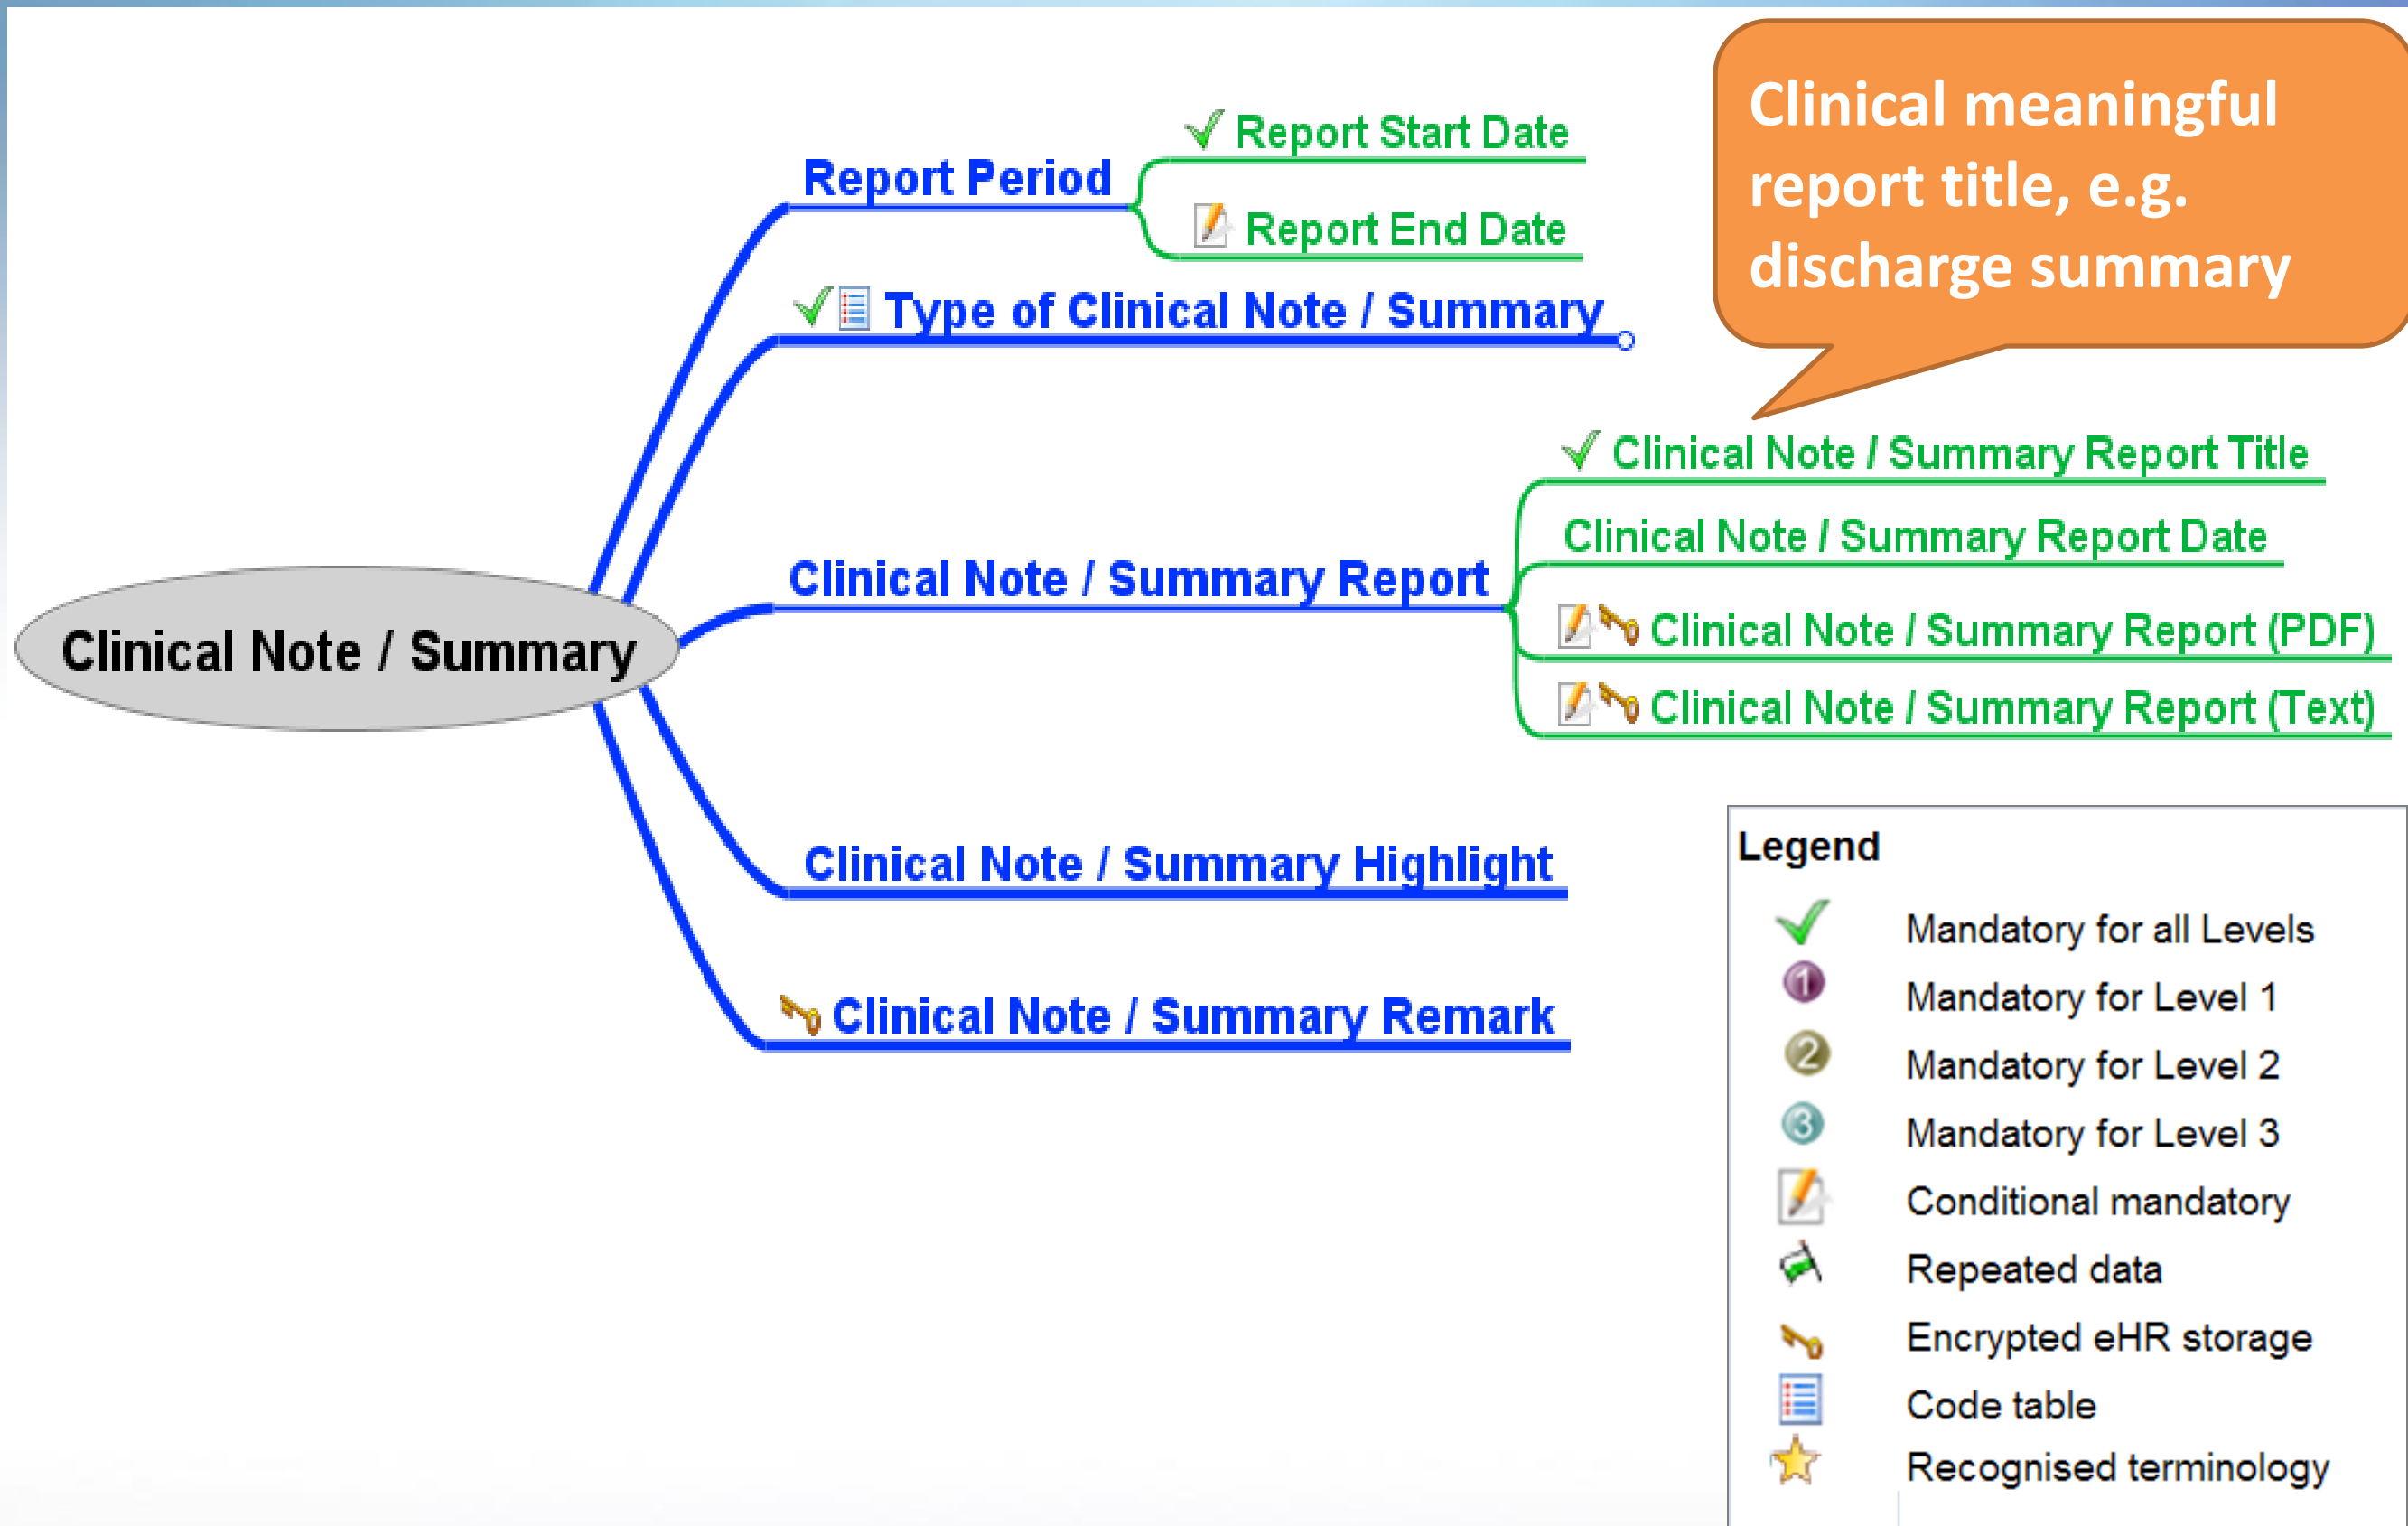 Clinical meaningful
report title, e.g.
discharge summary
Report Period
Report Start Date
Report End Date
Type of Clinical Note / Summary
Clinical Note / Summary
Clinical Note / Summary Report
Clinical Note / Summary Report Title
Clinical Note / Summary Report Date
Clinical Note / Summary Report (PDF)
Clinical Note / Summary Report (Text)
Clinical Note / Summary Highlight
Clinical Note / Summary Remark
Legend
Mandatory for all Levels
1 Mandatory for Level 1
2 Mandatory for Level 2
3 Mandatory for Level 3
Conditional mandatory
Repeated data
Encrypted eHR storage
Code table
Recognised terminology